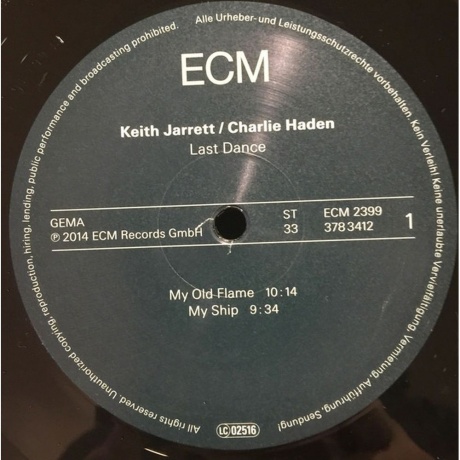 Alle Urheber- und Leistungsschutzrechte vorbehalten. Kein Verleih! Keine unerlaubte Vervielfältigung, Vermietung, Aufführung, Sendung!
ECM
Keith Jarrett / Charlie Haden
Last Dance
GEMA
℗ 2014 ECM Records GmbH
ST
33
ECM 2399
378 3412
1
My Old Flame 10:14
My Ship 9:34
LC 02516
All rights reserved. Unauthorized copying, reproduction, hiring, lending, public performance and broadcasting prohibited.